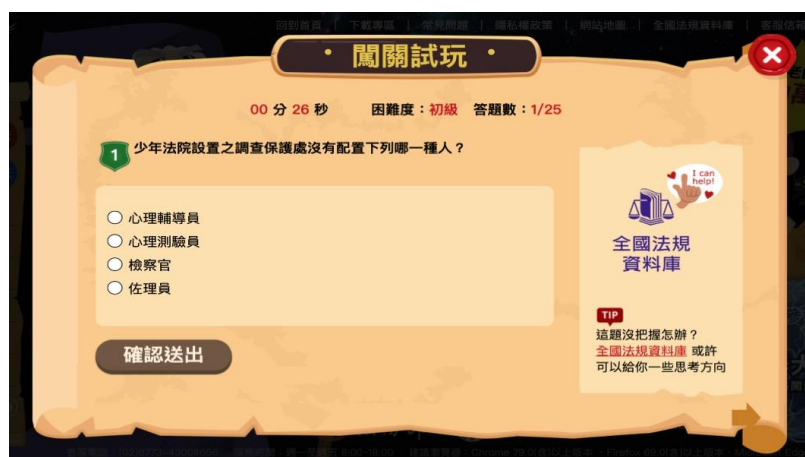 回到首頁 | 下載專區 | 常見問題 | 隱私權政策 | 網站地圖 | 全國法規資料庫 | 客服信箱
闖關試玩
00 分 26 秒 困難度:初級 答題數:1/25
1 少年法院設置之調查保護處沒有配置下列哪一種人?
I can help!
心理輔導員
心理測驗員
檢察官
佐理員
全國法規
資料庫
確認送出
TIP
這題沒把握怎辦?
全國法規資料庫 或許
可以給你一些思考方向